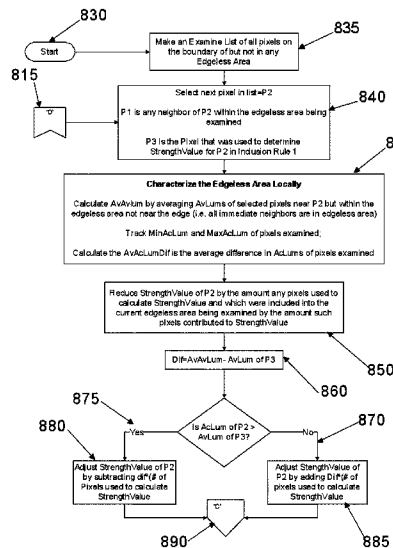 830
Start
Make an Examine List of all pixels on
the boundary of but not in any
Edgeless Area
835
815
"D"
Select next pixel in list=P2
P1 is any neighbor of P2 within the edgeless area being
examined
P3 Is the Pixel that was used to determine
StrengthValue for P2 in Inclusion Rule 1
840
8
Characterize the Edgeless Area Locally
Calculate AvAvlum by averaging AvLums of selected pixels near P2 but within the
edgeless area not near the edge (i.e. all immediate neighbors are in edgeless area)
Track MinAcLum and MaxAcLum of pixels examined;
Calculate the AvAcLumDif is the average difference in AcLums of pixels examined
Reduce StrengthValue of P2 by the amount any pixels used to
calculate StrengthValue and which were included into the
current edgeless area being examined by the amount such
pixels contributed to StrengthValue
850
Dif=AvAvLum- AvLum of P3
860
875
870
880
Yes
Is AcLum of P2 >
AvLum of P3?
No
Adjust StrengthValue of P2
by subtracting dif*(# of
Pixels used to calculate
StrengthValue
Adjust StrengthValue of
P2 by adding Dif*(# of
pixels used to calculate
StrengthValue
"C"
890
885